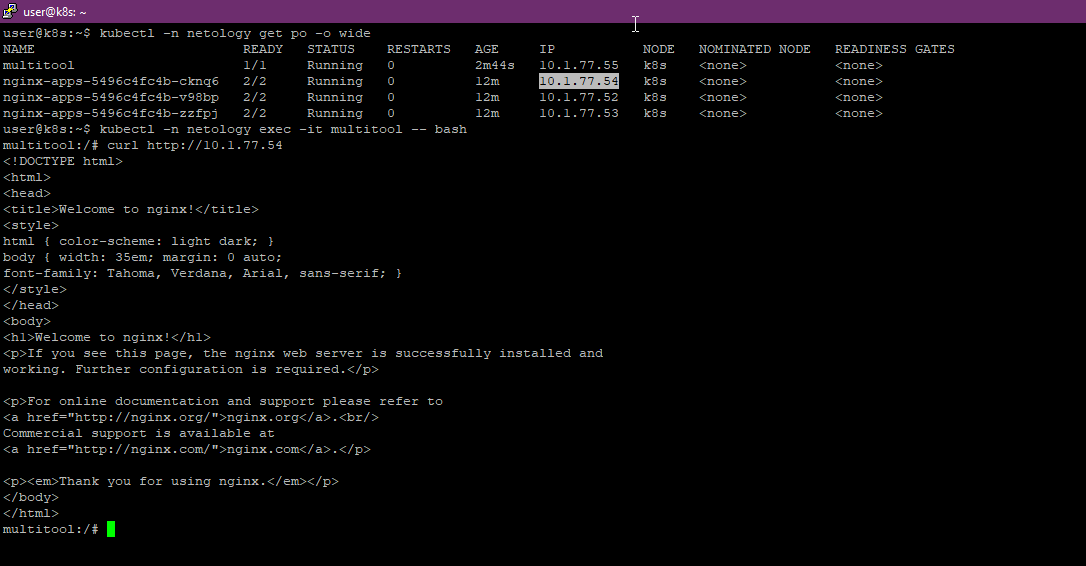 user@k8s: ~
user@k8s:~$ kubectl -n netology get po -o wide
NAME                          READY   STATUS    RESTARTS   AGE     IP           NODE   NOMINATED NODE   READINESS GATES
multitool                     1/1     Running   0          2m44s   10.1.77.55   k8s    <none>           <none>
nginx-apps-5496c4fc4b-cknq6   2/2     Running   0          12m     10.1.77.54   k8s    <none>           <none>
nginx-apps-5496c4fc4b-v98bp   2/2     Running   0          12m     10.1.77.52   k8s    <none>           <none>
nginx-apps-5496c4fc4b-zzfpj   2/2     Running   0          12m     10.1.77.53   k8s    <none>           <none>
user@k8s:~$ kubectl -n netology exec -it multitool -- bash
multitool:/# curl http://10.1.77.54
<!DOCTYPE html>
<html>
<head>
<title>Welcome to nginx!</title>
<style>
html { color-scheme: light dark; }
body { width: 35em; margin: 0 auto;
font-family: Tahoma, Verdana, Arial, sans-serif; }
</style>
</head>
<body>
<h1>Welcome to nginx!</h1>
<p>If you see this page, the nginx web server is successfully installed and
working. Further configuration is required.</p>

<p>For online documentation and support please refer to
<a href="http://nginx.org/">nginx.org</a>.<br/>
Commercial support is available at
<a href="http://nginx.com/">nginx.com</a>.</p>

<p><em>Thank you for using nginx.</em></p>
</body>
</html>
multitool:/#